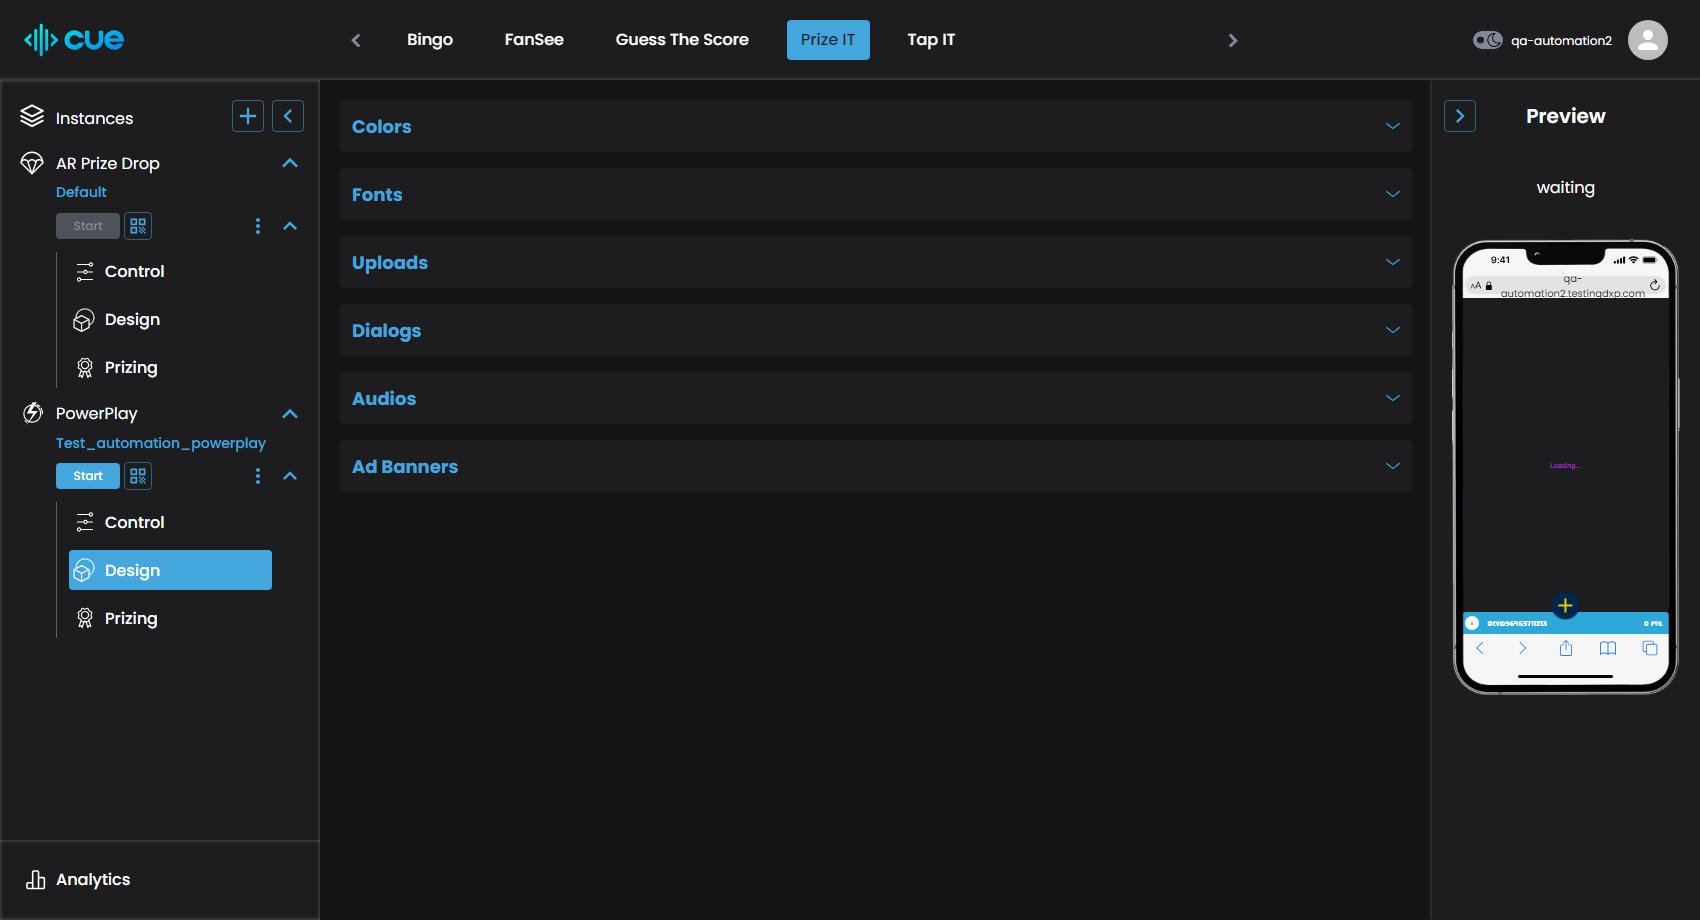 cue
Bingo
FanSee
Guess The Score
Prize IT
Tap IT
qa-automation2
Instances
AR Prize Drop
Default
Start
Control
Design
Prizing
PowerPlay
Test_automation_powerplay
Start
Control
Design
Prizing
Analytics
Colors
Fonts
Uploads
Dialogs
Audios
Ad Banners
Preview
waiting
9:41
AA
qa-
automation2.testingdxp.com
Loading...
0 PTS.